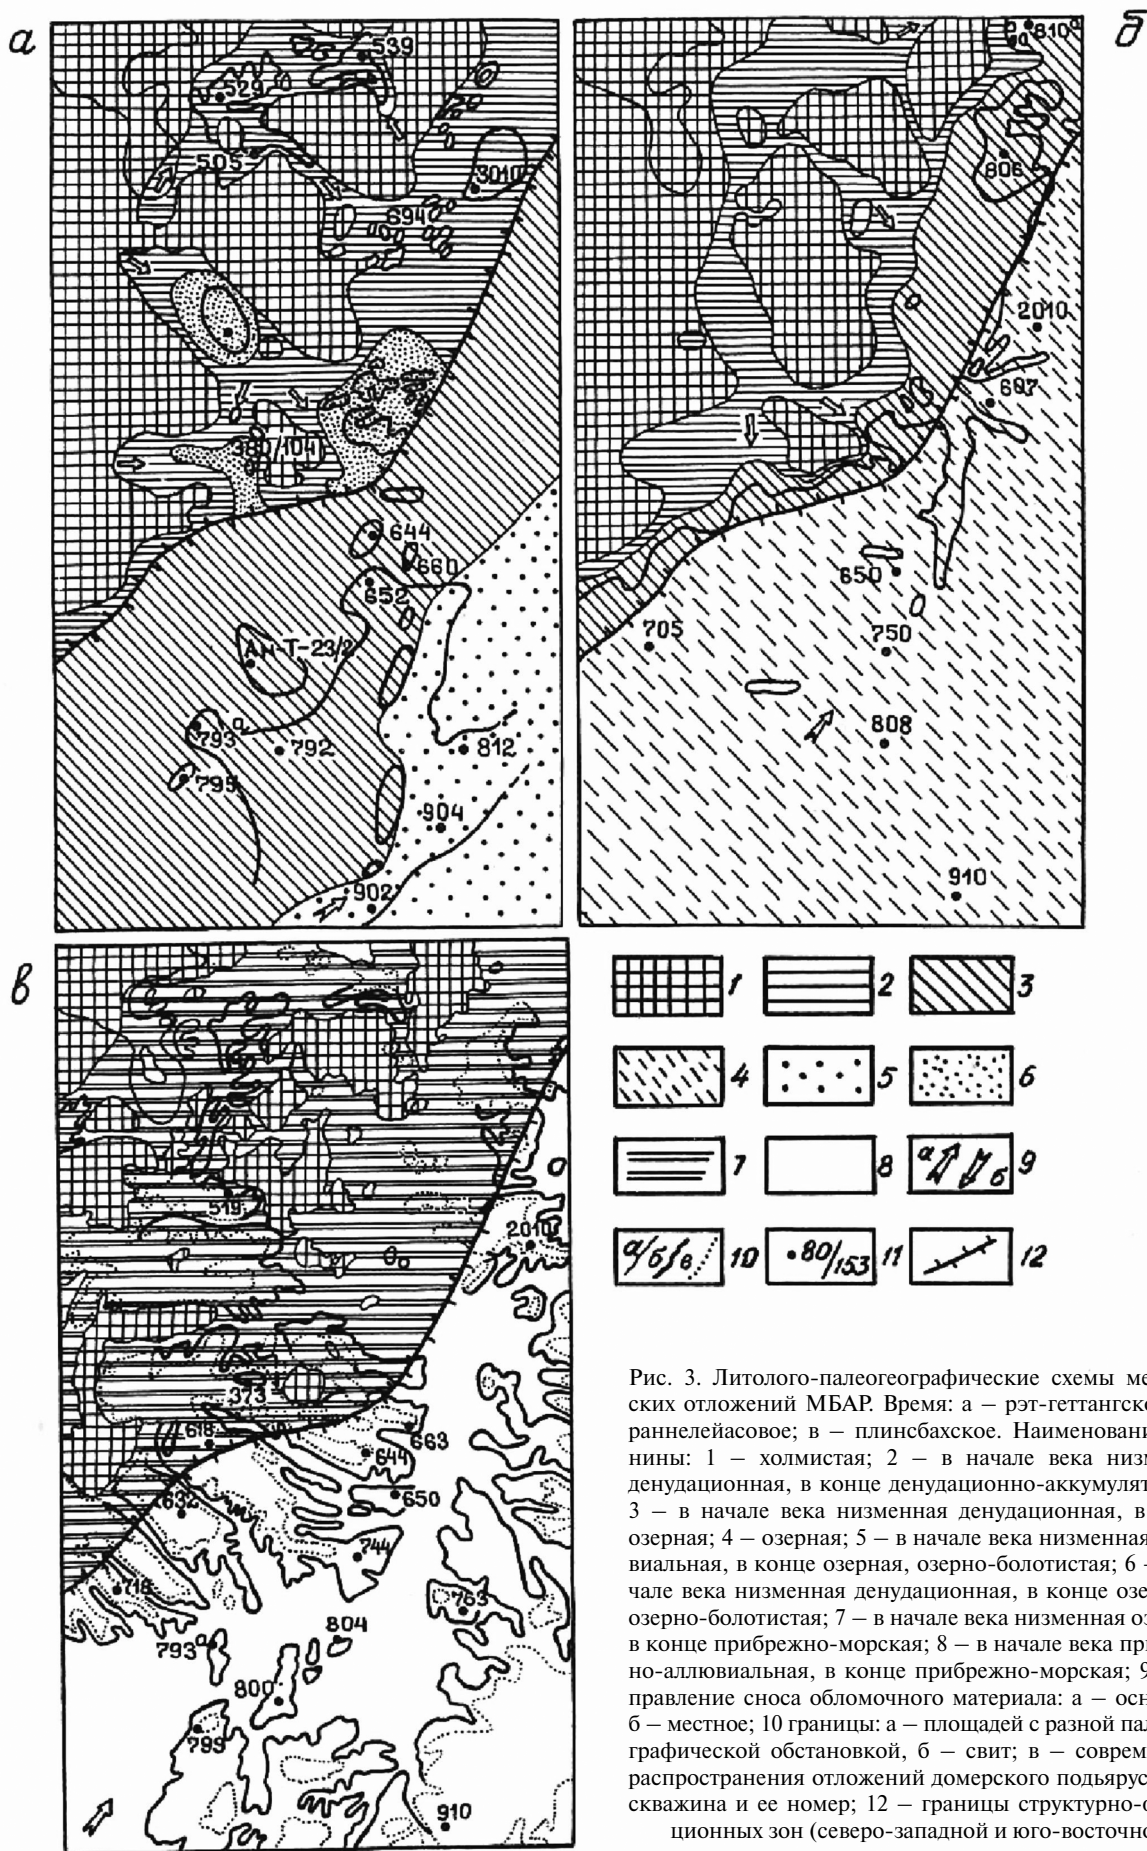 а
539
529
505
3010
694
380/104
644
660
652
Ан-Т-23/2
793а
792
795
812
904
902
б
810а
806
2010
697
650
705
750
808
910
в
519
2010
373
618
663
644
650
632
744
718
763
793а
804
800
799
910
1 2 3
4 5 6
7 8 а б 9
а/б/в 10 80/153 11 12
Рис. 3. Литолого-палеогеографические схемы ме
ских отложений МБАР. Время: а – рэт-геттангско
раннелейасовое; в – плинсбахское. Наименовани
нины: 1 – холмистая; 2 – в начале века низм
денудационная, в конце денудационно-аккумулят
3 – в начале века низменная денудационная, в
озерная; 4 – озерная; 5 – в начале века низменная
виальная, в конце озерная, озерно-болотистая; 6 –
чале века низменная денудационная, в конце озе
озерно-болотистая; 7 – в начале века низменная оз
в конце прибрежно-морская; 8 – в начале века при
но-аллювиальная, в конце прибрежно-морская; 9
правление сноса обломочного материала: а – осн
б – местное; 10 границы: а – площадей с разной пал
графической обстановкой, б – свит; в – соврем
распространения отложений домерского подьярус
скважина и ее номер; 12 – границы структурно-
ционных зон (северо-западной и юго-восточно